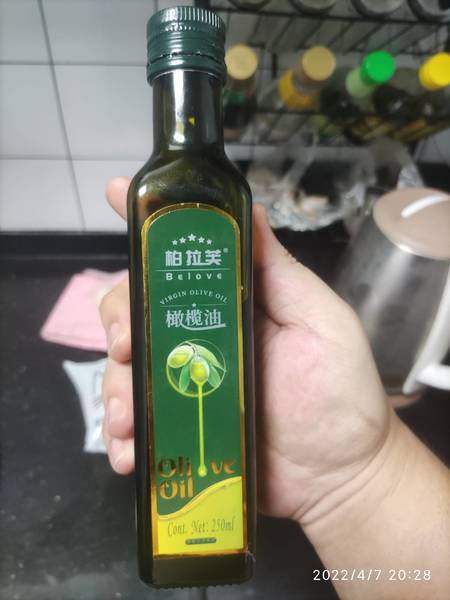 柏拉芙®
Belove
VIRGIN OLIVE OIL
橄榄油
Olive
Oil
Cont. Net: 250ml
2022/4/7 20:28